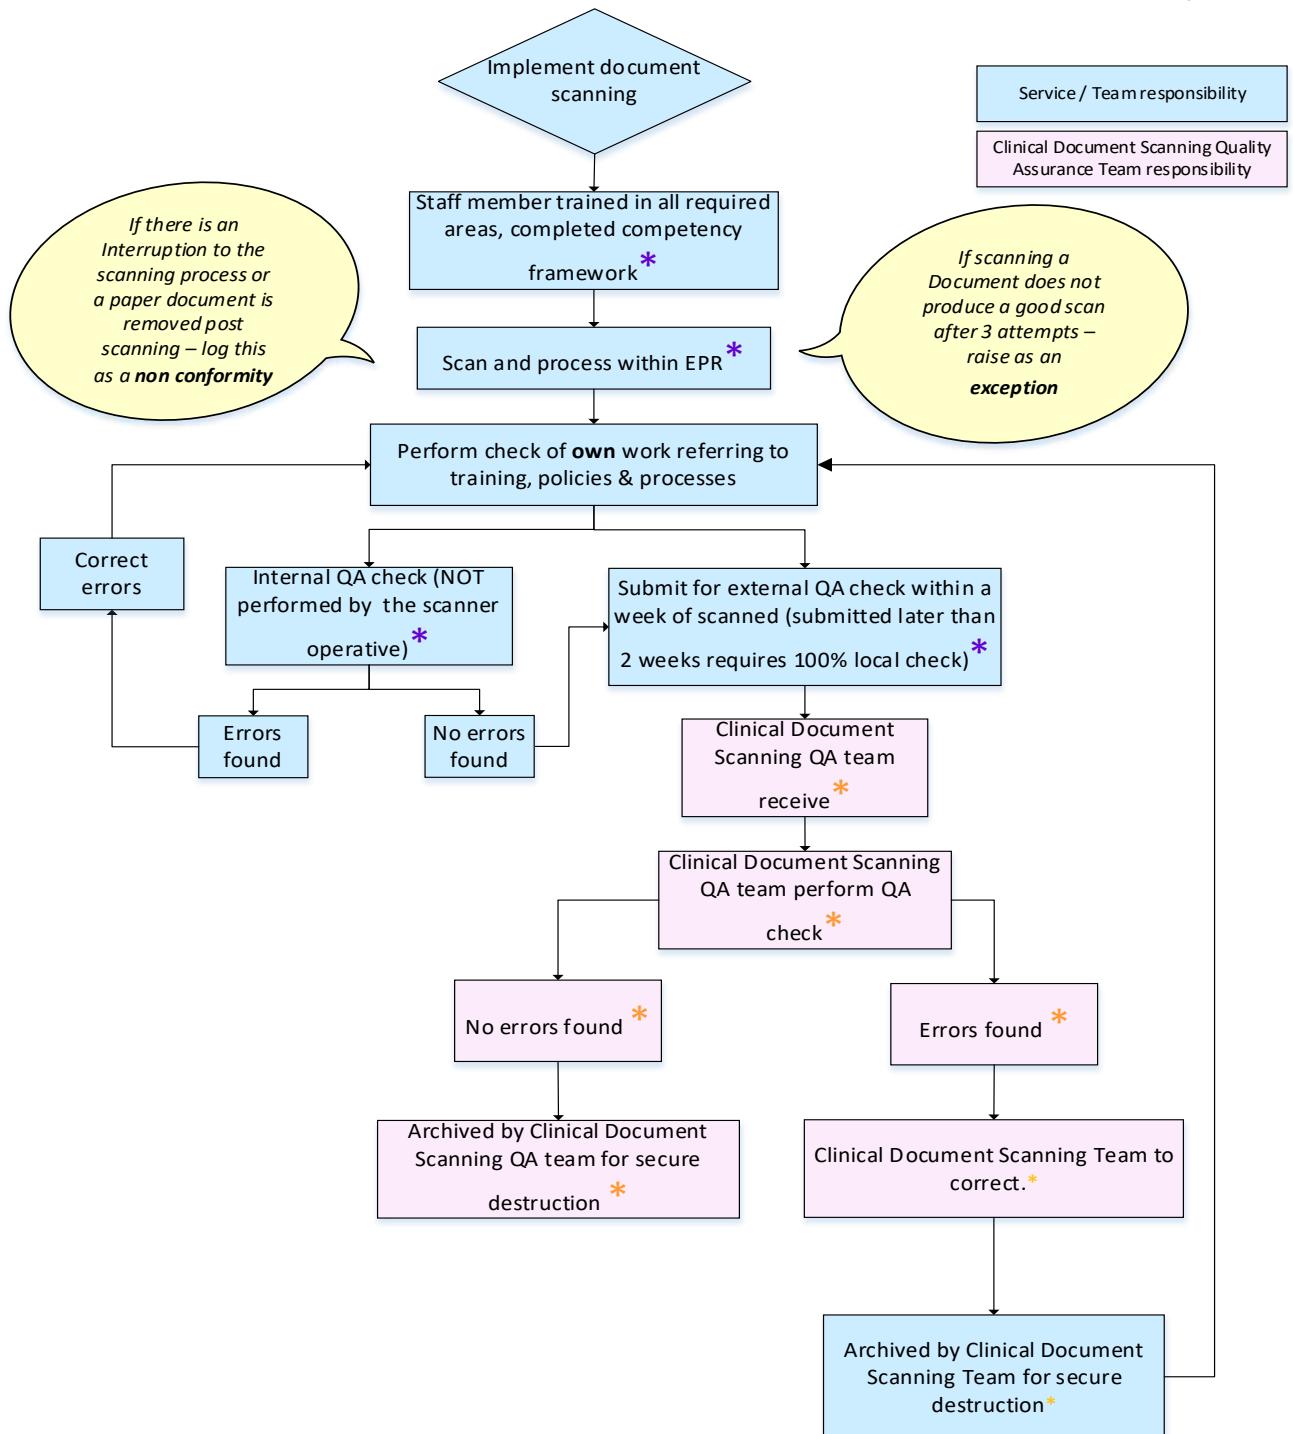 Implement document
scanning
Service / Team responsibility
Clinical Document Scanning Quality
Assurance Team responsibility
Staff member trained in all required
areas, completed competency
framework*
If there is an
Interruption to the
scanning process or
a paper document is
removed post
scanning – log this
as a non conformity
If scanning a
Document does not
produce a good scan
after 3 attempts –
raise as an
exception
Scan and process within EPR*
Perform check of own work referring to
training, policies & processes
Correct
errors
Internal QA check (NOT
performed by the scanner
operative)*
Submit for external QA check within a
week of scanned (submitted later than
2 weeks requires 100% local check)*
Errors
found
No errors
found
Clinical Document
Scanning QA team
receive*
Clinical Document Scanning
QA team perform QA
check*
No errors found *
Errors found *
Archived by Clinical Document
Scanning QA team for secure
destruction *
Clinical Document Scanning Team to
correct.*
Archived by Clinical Document
Scanning Team for secure
destruction*